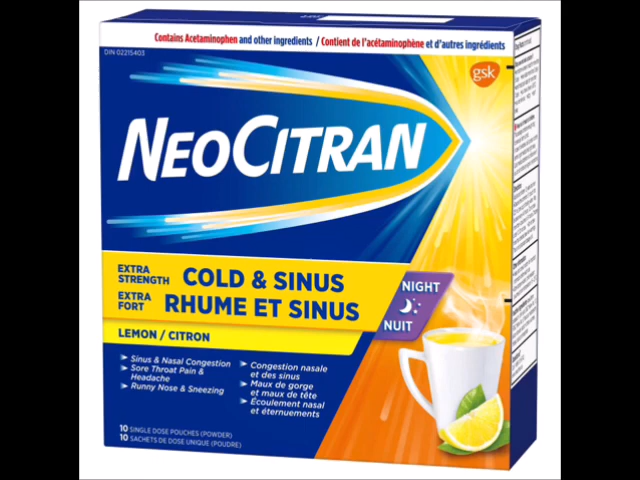 Contains Acetaminophen and other ingredients / Contient de l'acétaminophène et d'autres ingrédients
DIN 02215403
gsk
NEOCITRAN
EXTRA STRENGTH
COLD & SINUS
EXTRA FORT
RHUME ET SINUS
NIGHT
NUIT
LEMON / CITRON
Sinus & Nasal Congestion
Sore Throat Pain &
Headache
Runny Nose & Sneezing
Congestion nasale
et des sinus
Maux de gorge
et maux de tête
Écoulement nasal
et éternuements
10 SINGLE DOSE POUCHES (POWDER)
10 SACHETS DE DOSE UNIQUE (POUDRE)